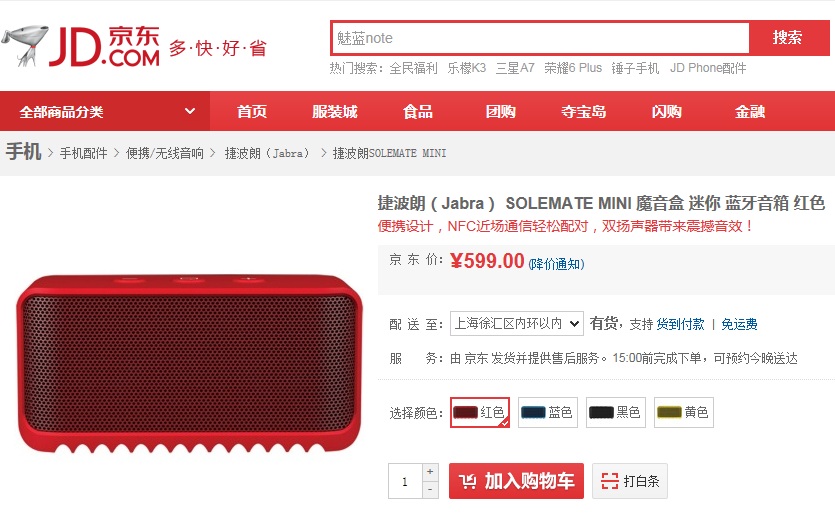 JD.COM 京东
多·快·好·省
魅蓝note
搜索
热门搜索: 全民福利 乐檬K3 三星A7 荣耀6 Plus 锤子手机 JD Phone配件
全部商品分类 首页 服装城 食品 团购 夺宝岛 闪购 金融
手机 > 手机配件 > 便携/无线音响 > 捷波朗（Jabra） > 捷波朗SOLEMATE MINI
捷波朗（Jabra） SOLEMATE MINI 魔音盒 迷你 蓝牙音箱 红色
便携设计，NFC近场通信轻松配对，双扬声器带来震撼音效！
京 东 价: ¥599.00 (降价通知)
配 送 至: 上海徐汇区内环以内 有货，支持 货到付款 | 免运费
服 务: 由 京东 发货并提供售后服务。15:00前完成下单，可预约今晚送达
选择颜色: 红色 蓝色 黑色 黄色
1 + - 加入购物车 打白条